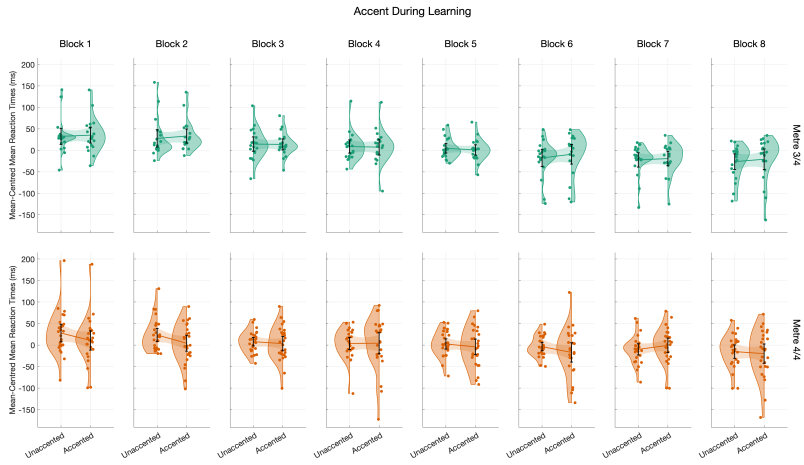 Accent During Learning
Block 1 Block 2 Block 3 Block 4 Block 5 Block 6 Block 7 Block 8
Mean-Centred Mean Reaction Times (ms)
200
150
100
50
0
-50
-100
-150
Metre 3/4
Mean-Centred Mean Reaction Times (ms)
200
150
100
50
0
-50
-100
-150
Metre 4/4
Unaccented Accented Unaccented Accented Unaccented Accented Unaccented Accented Unaccented Accented Unaccented Accented Unaccented Accented Unaccented Accented